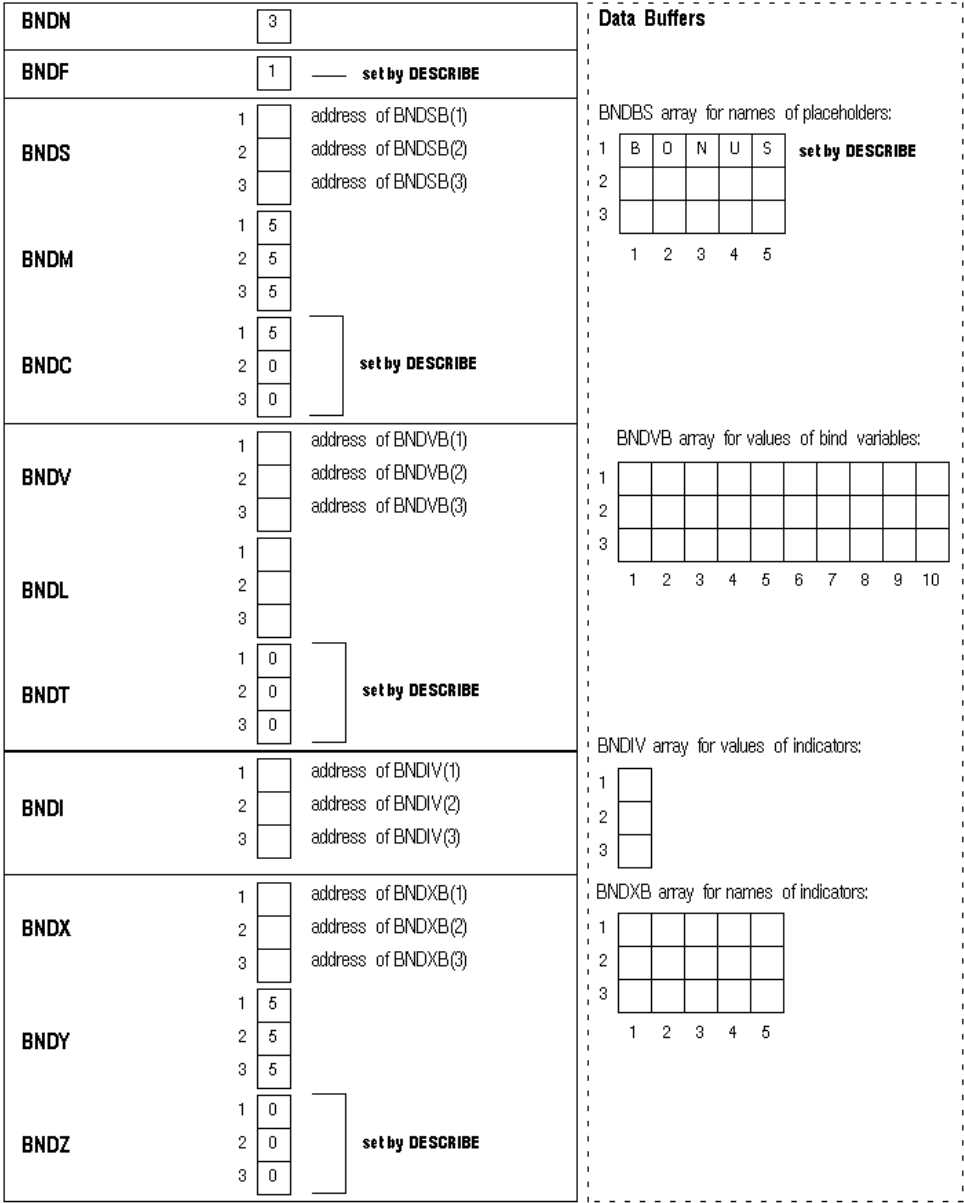 BNDN 3
BNDF 1 set by DESCRIBE
BNDS
1 address of BNDSB(1)
2 address of BNDSB(2)
3 address of BNDSB(3)
BNDM
1 5
2 5
3 5
BNDC
1 5
2 0
3 0
set by DESCRIBE
BNDV
1 address of BNDVB(1)
2 address of BNDVB(2)
3 address of BNDVB(3)
BNDL
1
2
3
BNDT
1 0
2 0
3 0
set by DESCRIBE
BNDI
1 address of BNDIV(1)
2 address of BNDIV(2)
3 address of BNDIV(3)
BNDX
1 address of BNDXB(1)
2 address of BNDXB(2)
3 address of BNDXB(3)
BNDY
1 5
2 5
3 5
BNDZ
1 0
2 0
3 0
set by DESCRIBE
Data Buffers
BNDBS array for names of placeholders:
1 B O N U S set by DESCRIBE
2
3
1 2 3 4 5
BNDVB array for values of bind variables:
1
2
3
1 2 3 4 5 6 7 8 9 10
BNDIV array for values of indicators:
1
2
3
BNDXB array for names of indicators:
1
2
3
1 2 3 4 5